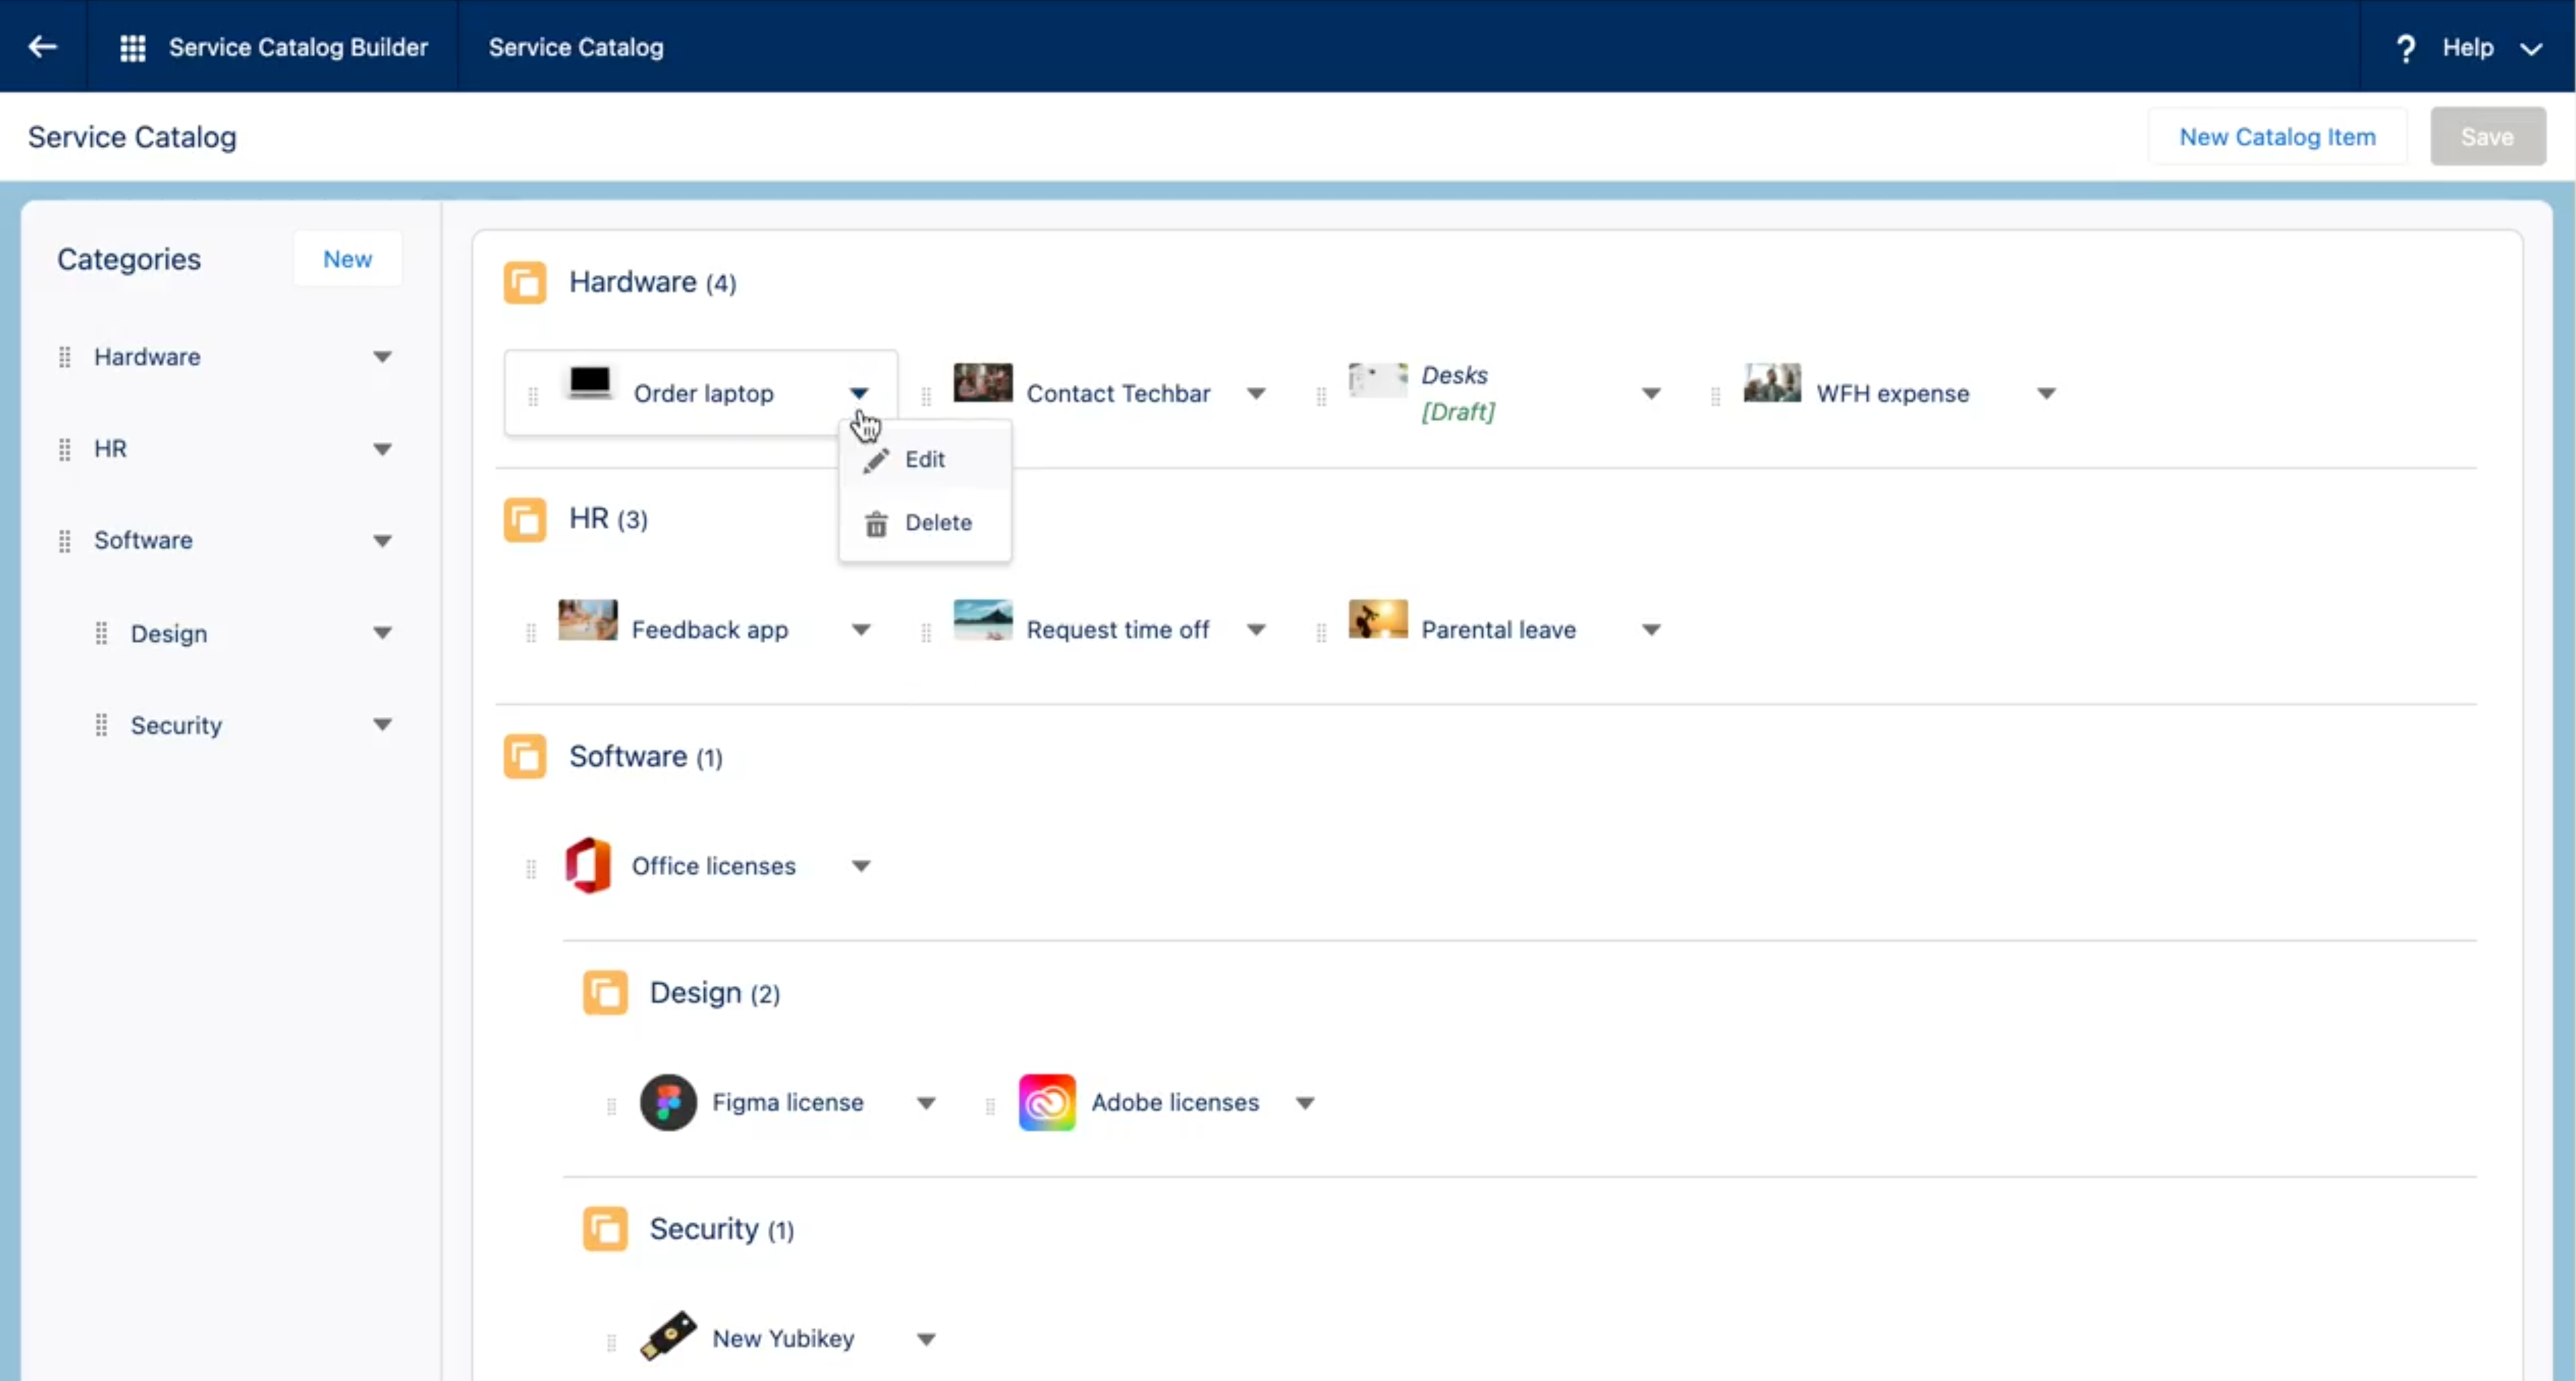 Service Catalog Builder
Service Catalog
? Help
Service Catalog
New Catalog Item
Save
Categories
New
Hardware
HR
Software
Design
Security
Hardware (4)
Order laptop
Contact Techbar
Desks
[Draft]
WFH expense
Edit
Delete
HR (3)
Feedback app
Request time off
Parental leave
Software (1)
Office licenses
Design (2)
Figma license
Adobe licenses
Security (1)
New Yubikey